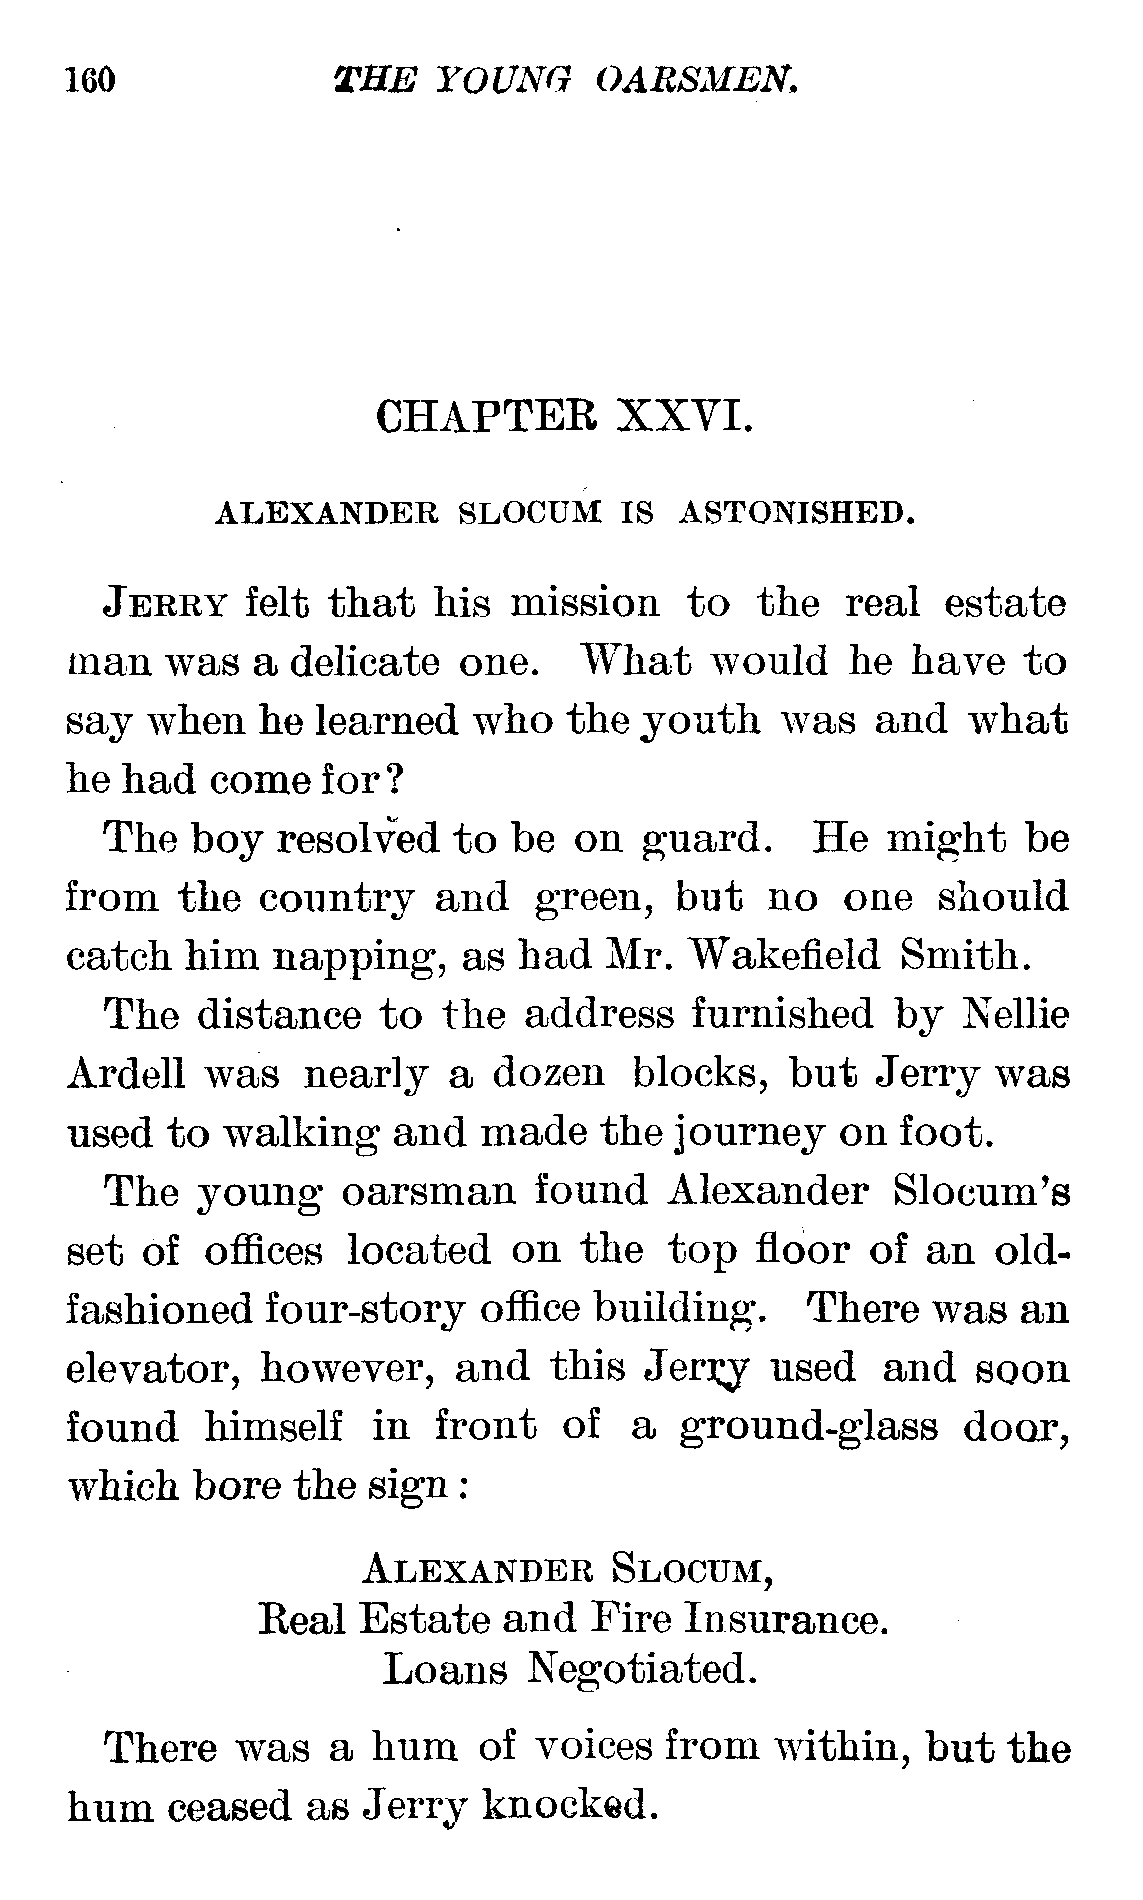 160 THE YOUNG OARSMEN.
CHAPTER XXVI.
ALEXANDER SLOCUM IS ASTONISHED.
JERRY felt that his mission to the real estate
man was a delicate one. What would he have to
say when he learned who the youth was and what
he had come for?
The boy resolved to be on guard. He might be
from the country and green, but no one should
catch him napping, as had Mr. Wakefield Smith.
The distance to the address furnished by Nellie
Ardell was nearly a dozen blocks, but Jerry was
used to walking and made the journey on foot.
The young oarsman found Alexander Slocum's
set of offices located on the top floor of an old-
fashioned four-story office building. There was an
elevator, however, and this Jerry used and soon
found himself in front of a ground-glass door,
which bore the sign:
ALEXANDER SLOCUM,
Real Estate and Fire Insurance.
Loans Negotiated.
There was a hum of voices from within, but the
hum ceased as Jerry knocked.